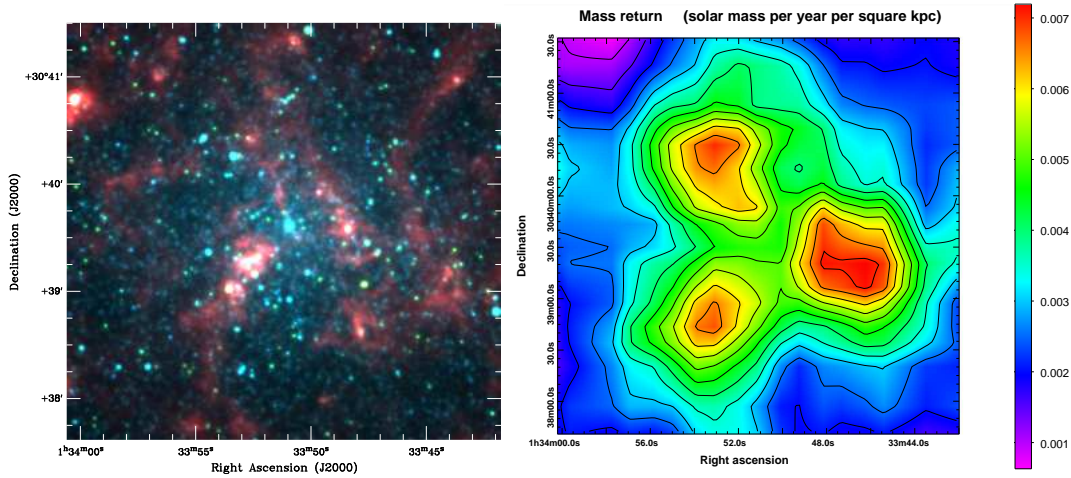 +30°41'
+40'
+39'
+38'
Declination (J2000)
1ʰ34ᵐ00ˢ
33ᵐ55ˢ
33ᵐ50ˢ
33ᵐ45ˢ
Right Ascension (J2000)
Mass return (solar mass per year per square kpc)
30.0s
41m00.0s
30.0s
30d40m00.0s
30.0s
39m00.0s
30.0s
38m00.0s
Declination
1h34m00.0s
56.0s
52.0s
48.0s
33m44.0s
Right ascension
0.007
0.006
0.005
0.004
0.003
0.002
0.001